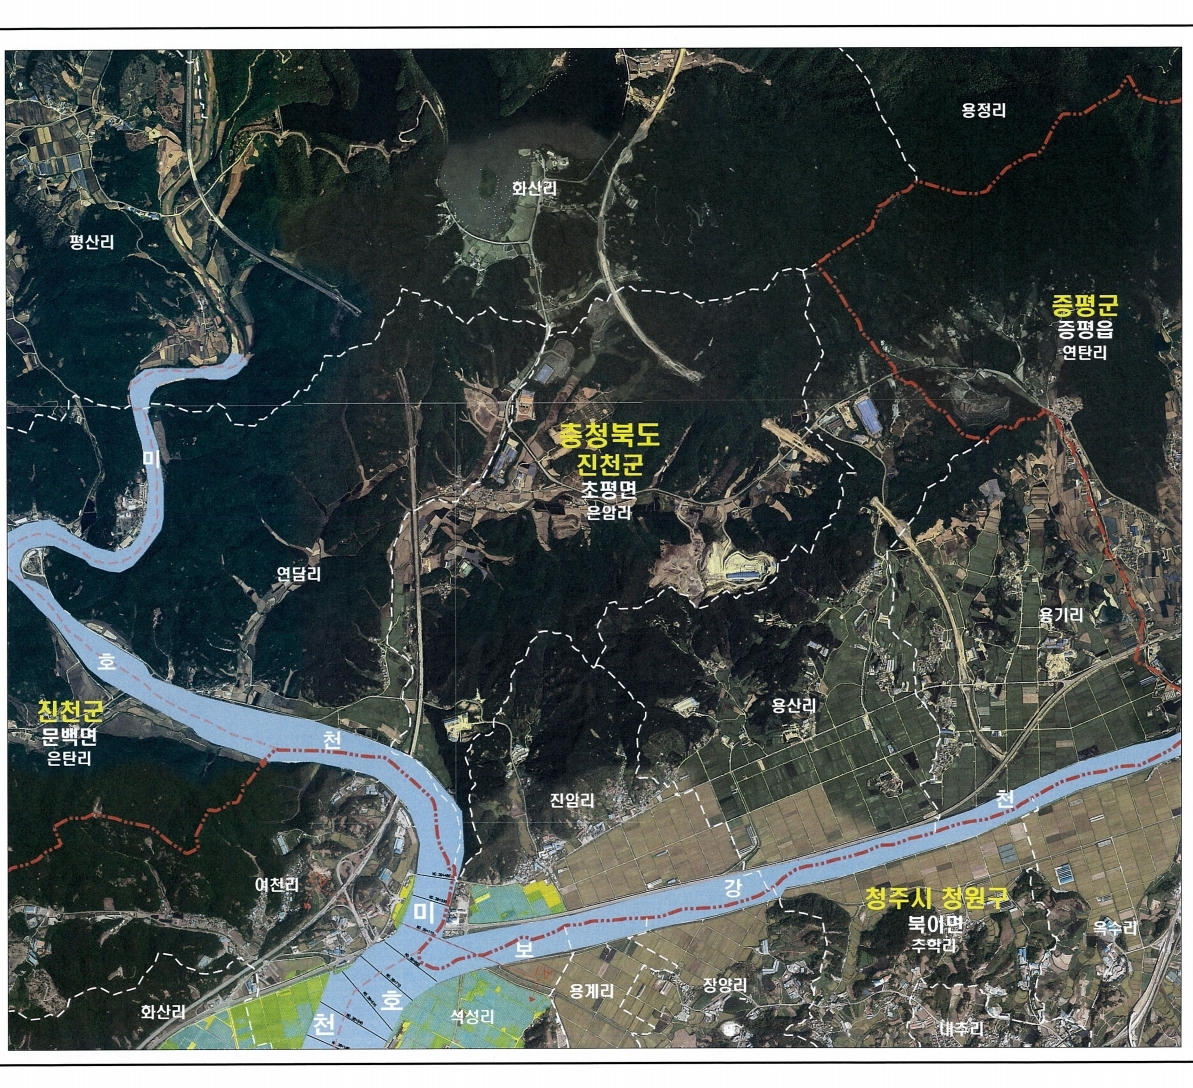 용정리
화산리
평산리
증평군
증평읍
연탄리
충청북도
진천군
초평면
은암리
미
연담리
용기리
호
진천군
문백면
은탄리
용산리
천
진암리
천
여천리
강
청주시 청원구
북이면
추학리
미
옥수리
보
장양리
용계리
호
화산리
석성리
천
내추리